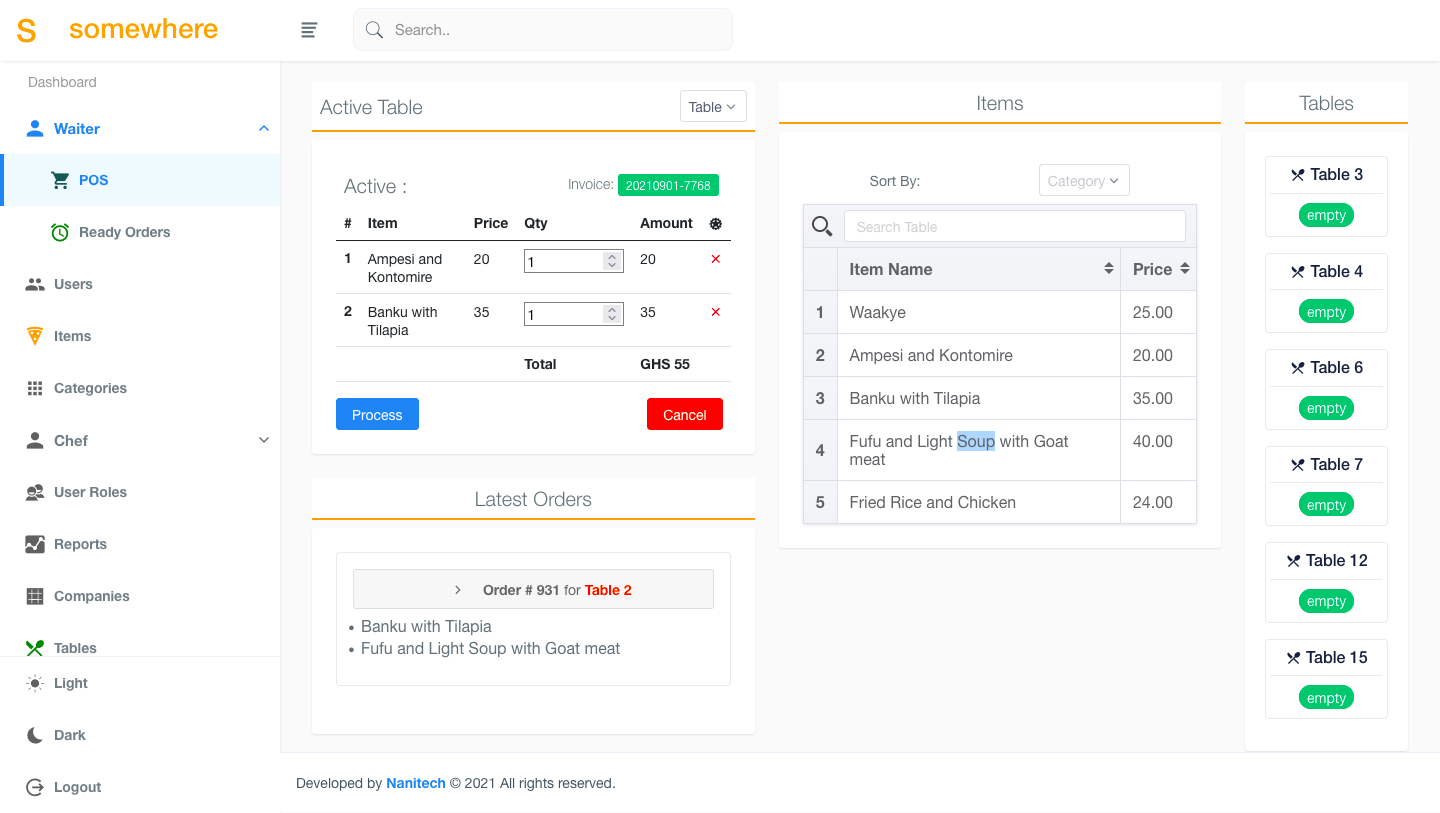 S somewhere
Search..
Dashboard
Waiter
POS
Ready Orders
Users
Items
Categories
Chef
User Roles
Reports
Companies
Tables
Light
Dark
Logout
Active Table
Table
Active :
Invoice: 20210901-7768
# Item Price Qty Amount
1 Ampesi and 20 1 20
Kontomire
2 Banku with 35 1 35
Tilapia
Total GHS 55
Process Cancel
Latest Orders
Order # 931 for Table 2
• Banku with Tilapia
• Fufu and Light Soup with Goat meat
Items
Sort By: Category
Search Table
Item Name Price
1 Waakye 25.00
2 Ampesi and Kontomire 20.00
3 Banku with Tilapia 35.00
4 Fufu and Light Soup with Goat 40.00
meat
5 Fried Rice and Chicken 24.00
Tables
Table 3
empty
Table 4
empty
Table 6
empty
Table 7
empty
Table 12
empty
Table 15
empty
Developed by Nanitech © 2021 All rights reserved.